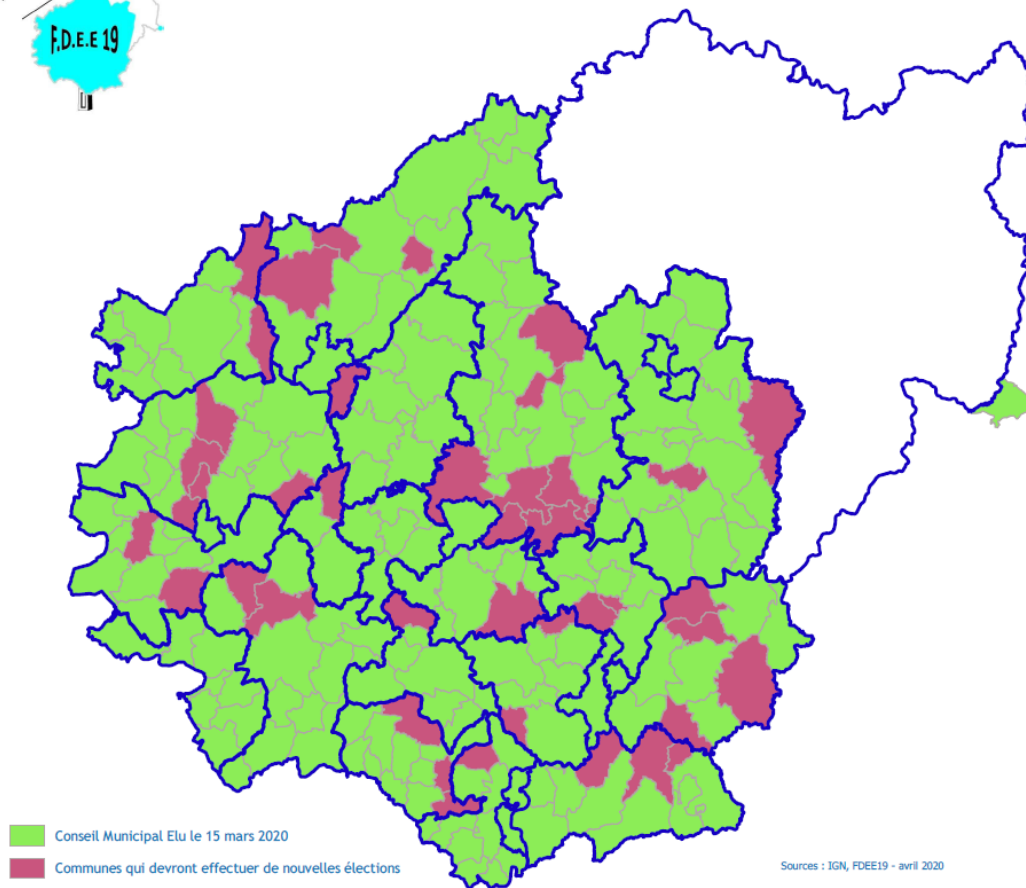 F.D.E.E 19
Conseil Municipal Elu le 15 mars 2020
Communes qui devront effectuer de nouvelles élections
Sources : IGN, FDEE19 - avril 2020